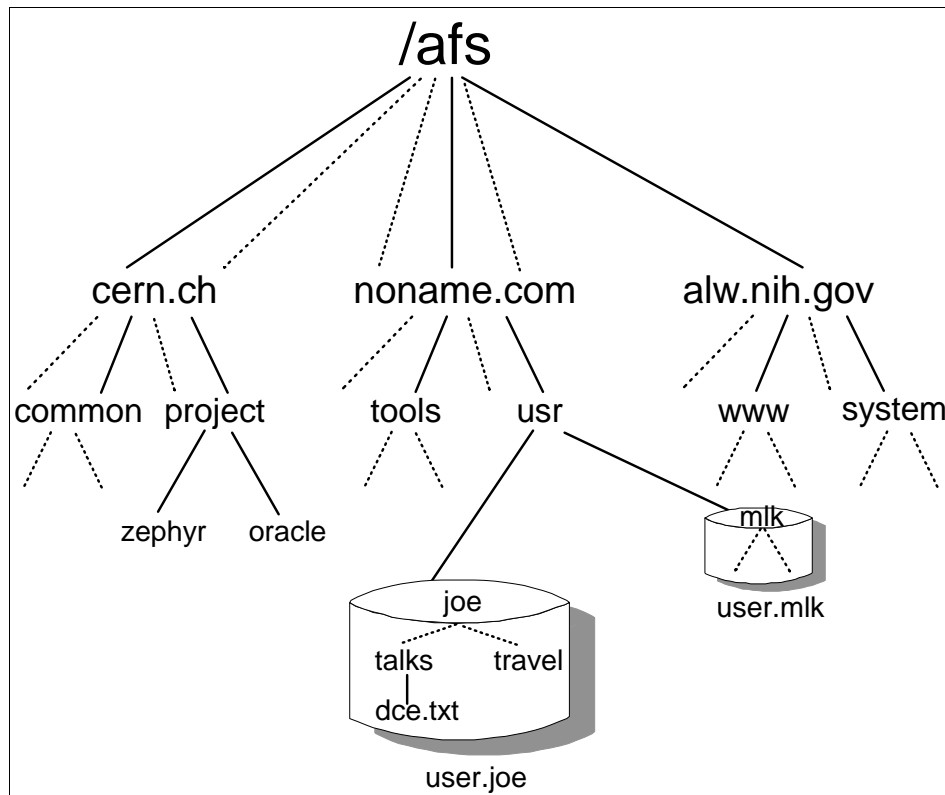 /afs
cern.ch noname.com alw.nih.gov
common project tools usr www system
zephyr oracle mlk
user.mlk
joe
talks travel
dce.txt
user.joe